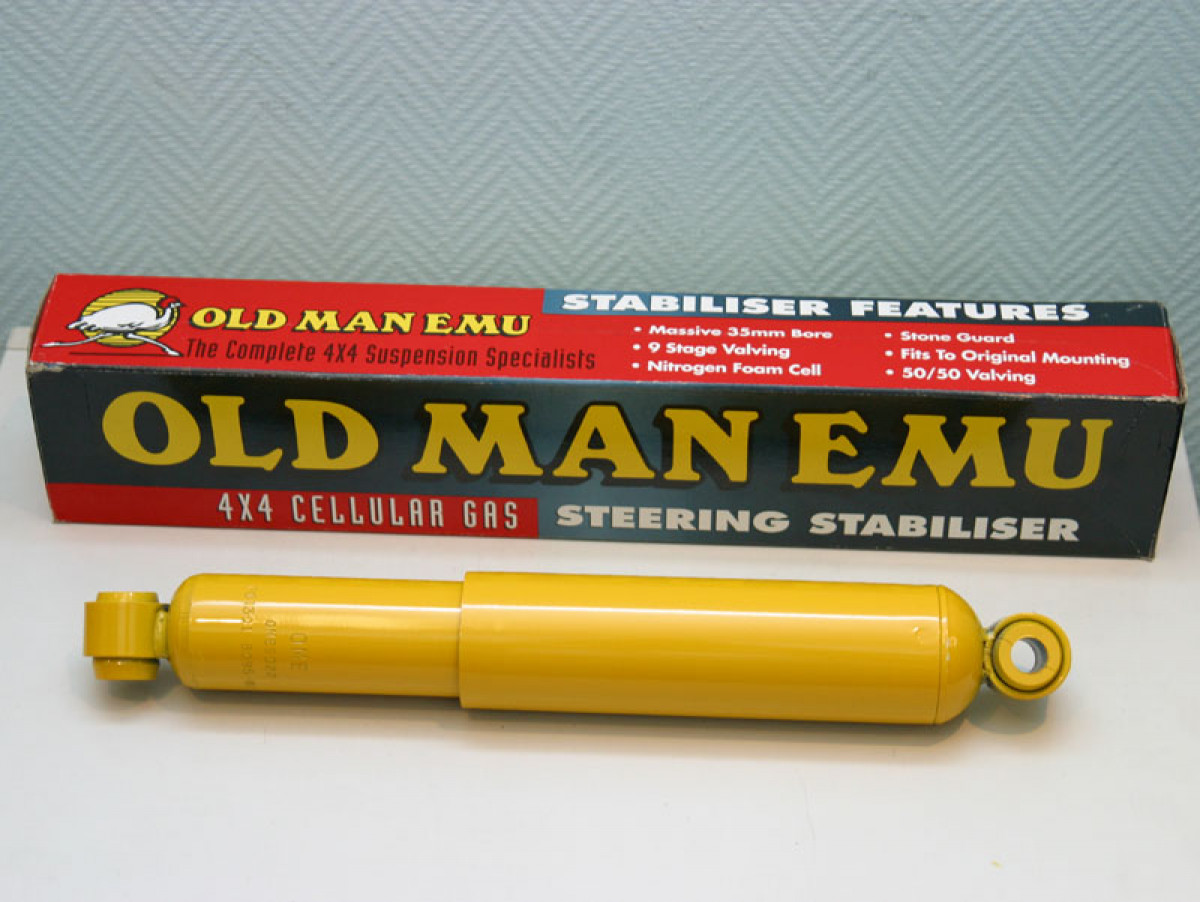 OLD MAN EMU
The Complete 4X4 Suspension Specialists
STABILISER FEATURES
• Massive 35mm Bore
• 9 Stage Valving
• Nitrogen Foam Cell
• Stone Guard
• Fits To Original Mounting
• 50/50 Valving
OLD MAN EMU
4X4 CELLULAR GAS
STEERING STABILISER
OME